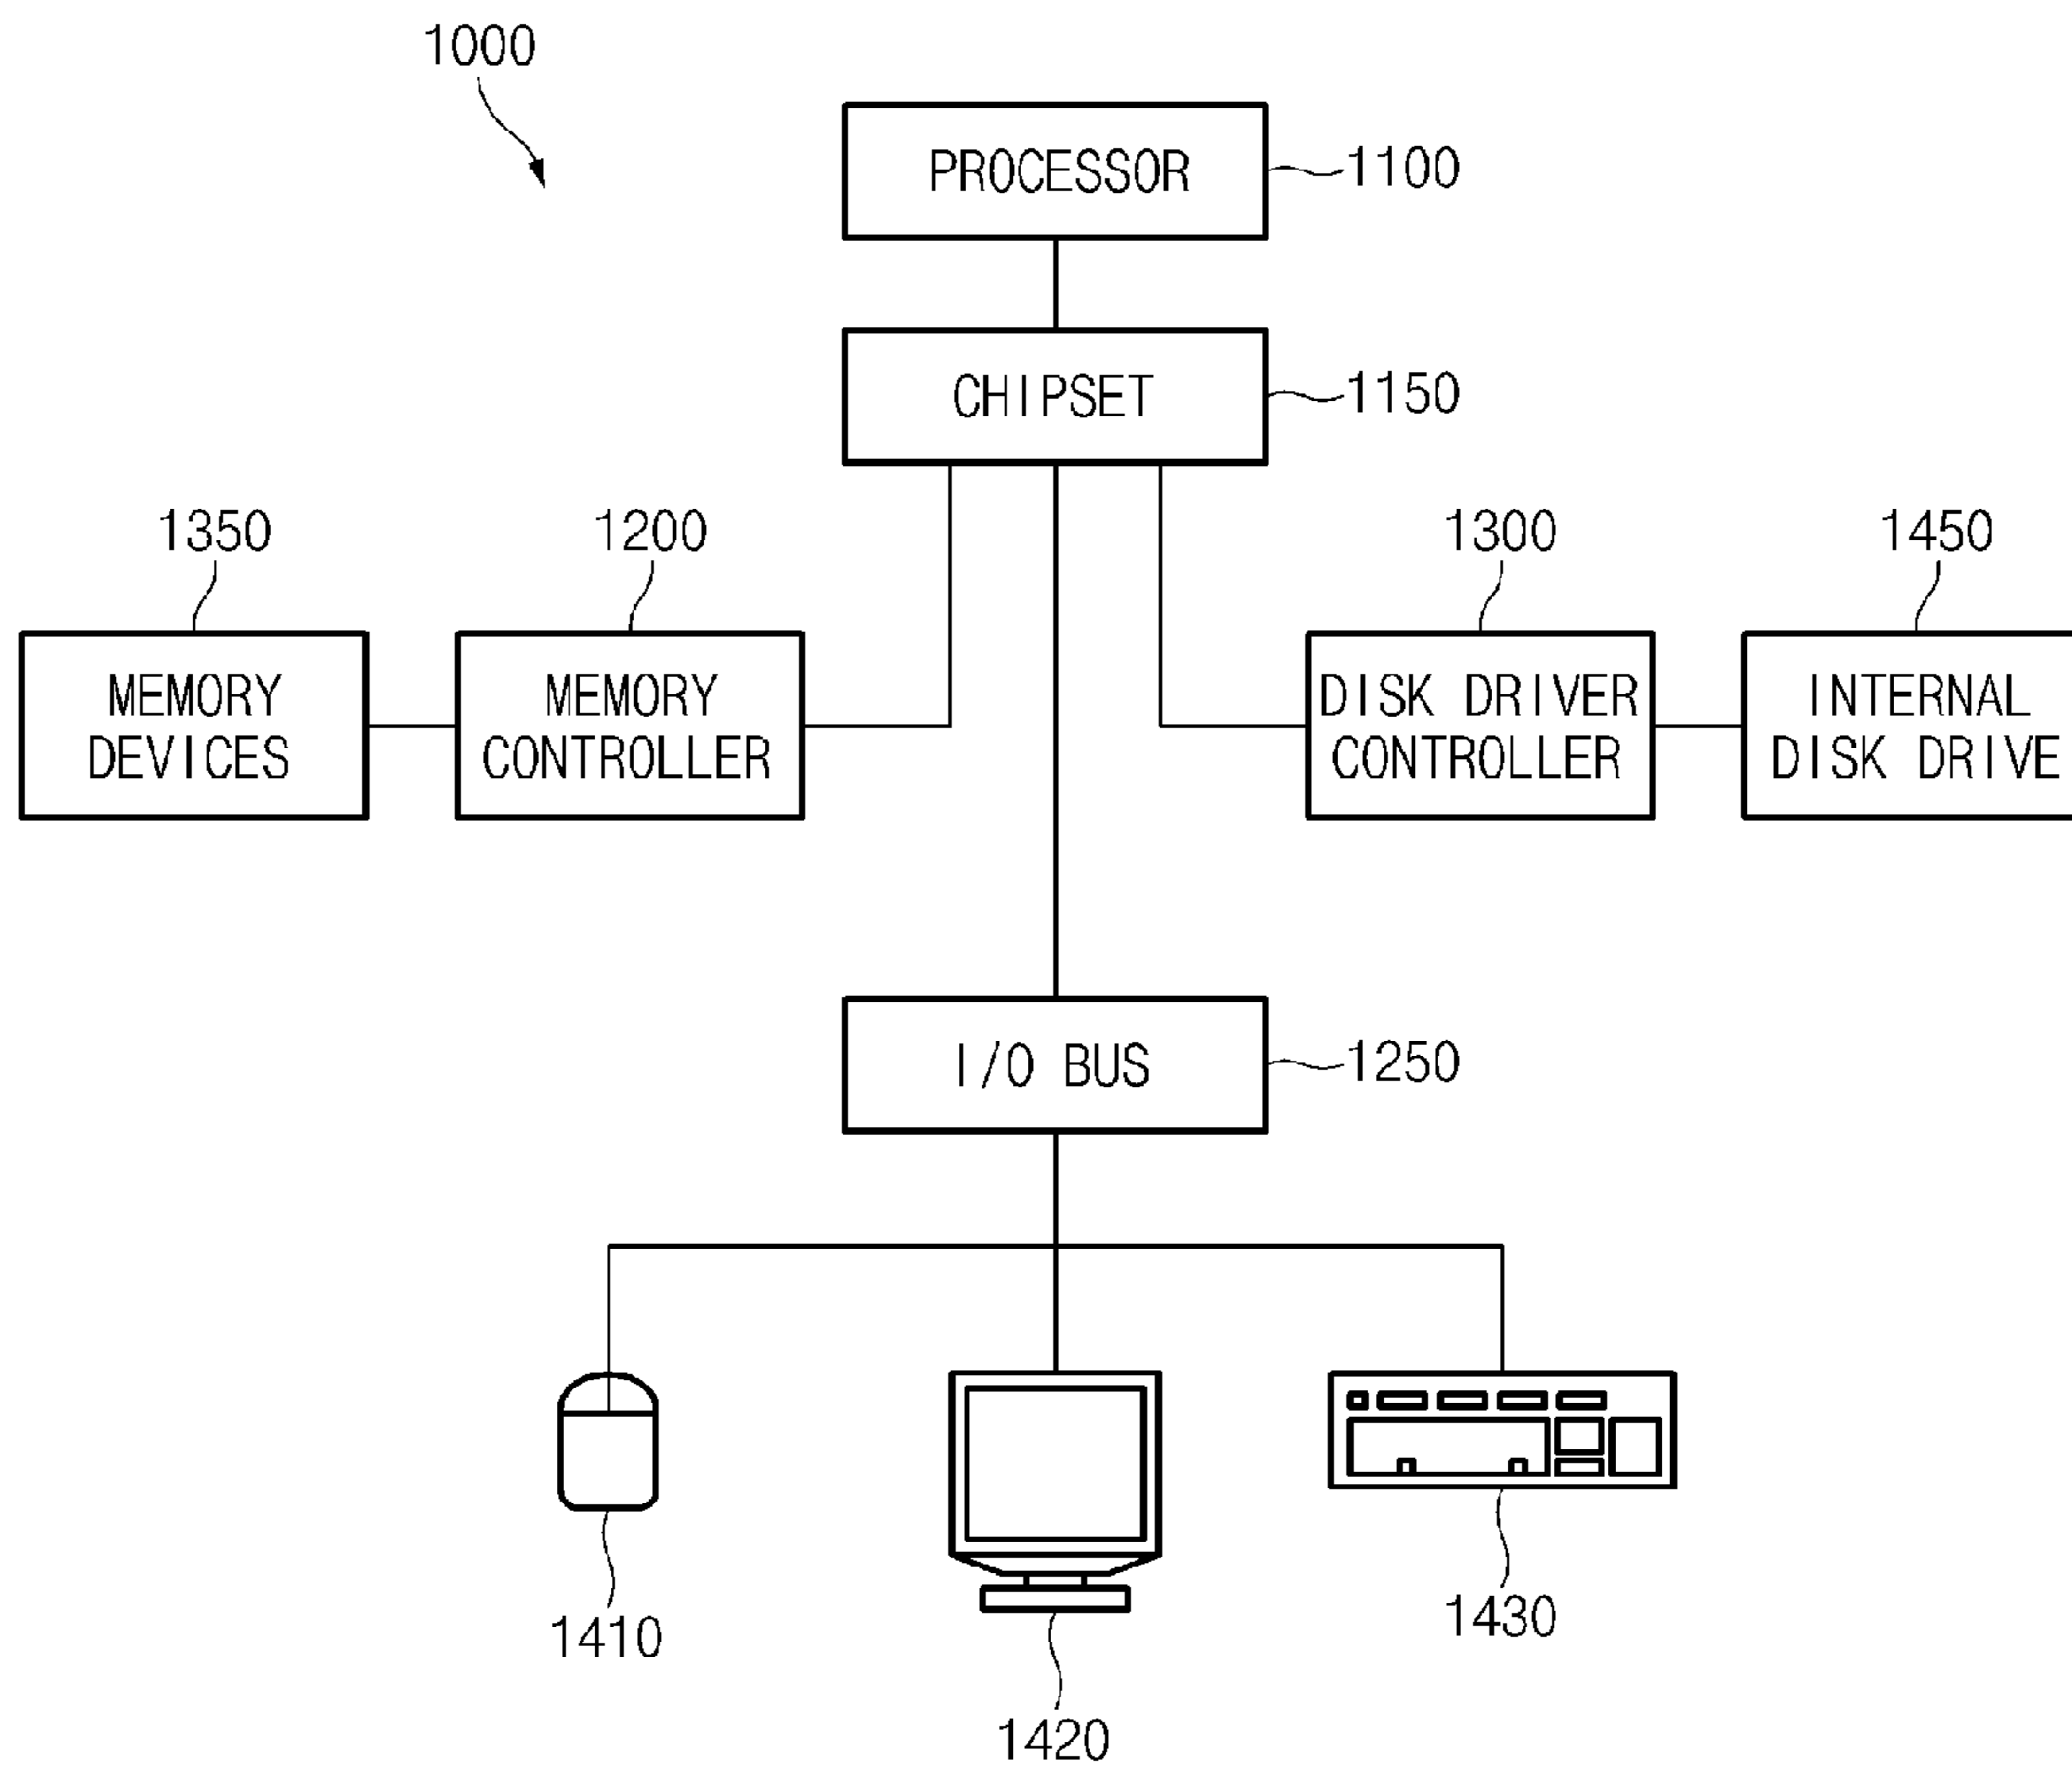 1000
PROCESSOR
1100
CHIPSET
1150
1350
1200
1300
1450
MEMORY
DEVICES
MEMORY
CONTROLLER
DISK DRIVER
CONTROLLER
INTERNAL
DISK DRIVE
I/O BUS
1250
1410
1420
1430